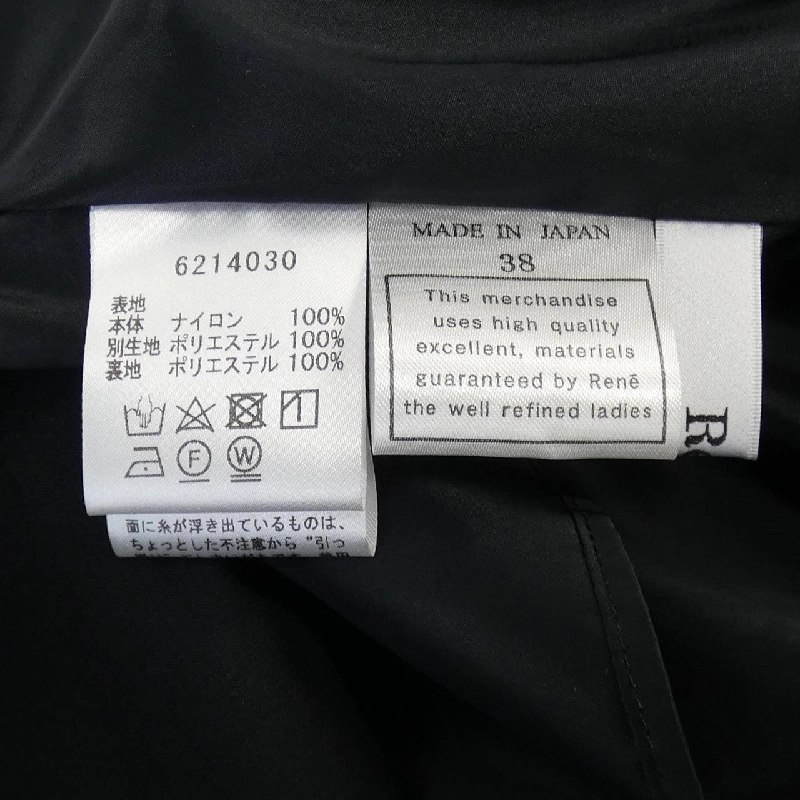 6214030
表地
本体 ナイロン 100%
別生地 ポリエステル 100%
裏地 ポリエステル 100%
F
W
面に糸が浮き出ているものは、
ちょっとした不注意から "引っ
MADE IN JAPAN
38
This merchandise
uses high quality
excellent, materials
guaranteed by René
the well refined ladies
R